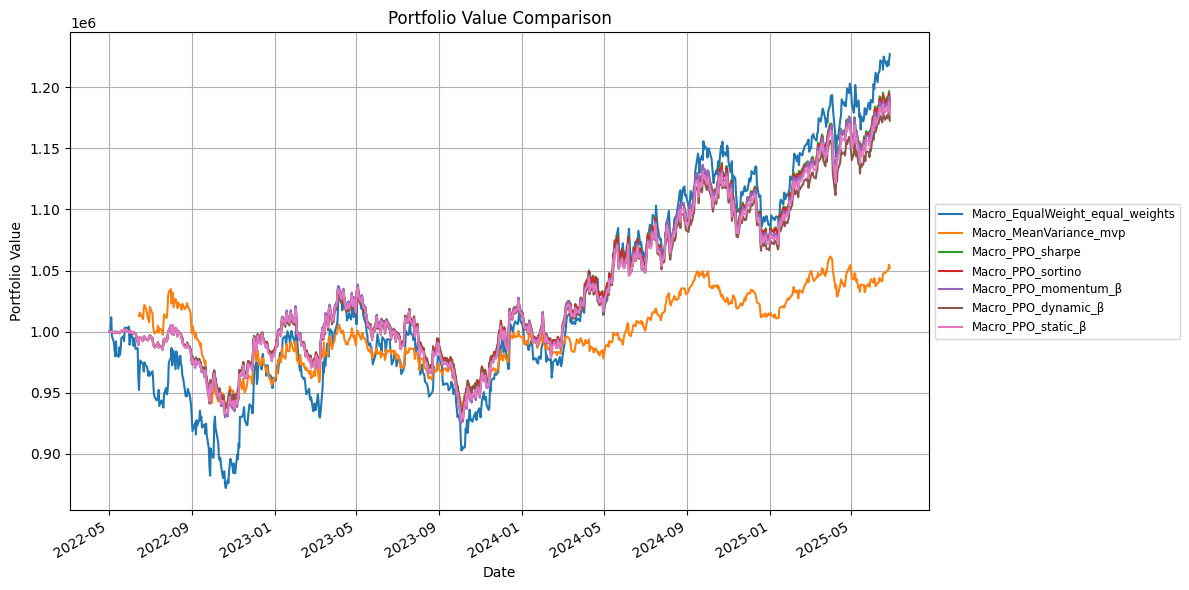 Portfolio Value Comparison
1e6
Portfolio Value
1.20
1.15
1.10
1.05
1.00
0.95
0.90
2022-05
2022-09
2023-01
2023-05
2023-09
2024-01
2024-05
2024-09
2025-01
2025-05
Date
Macro_EqualWeight_equal_weights
Macro_MeanVariance_mvp
Macro_PPO_sharpe
Macro_PPO_sortino
Macro_PPO_momentum_β
Macro_PPO_dynamic_β
Macro_PPO_static_β